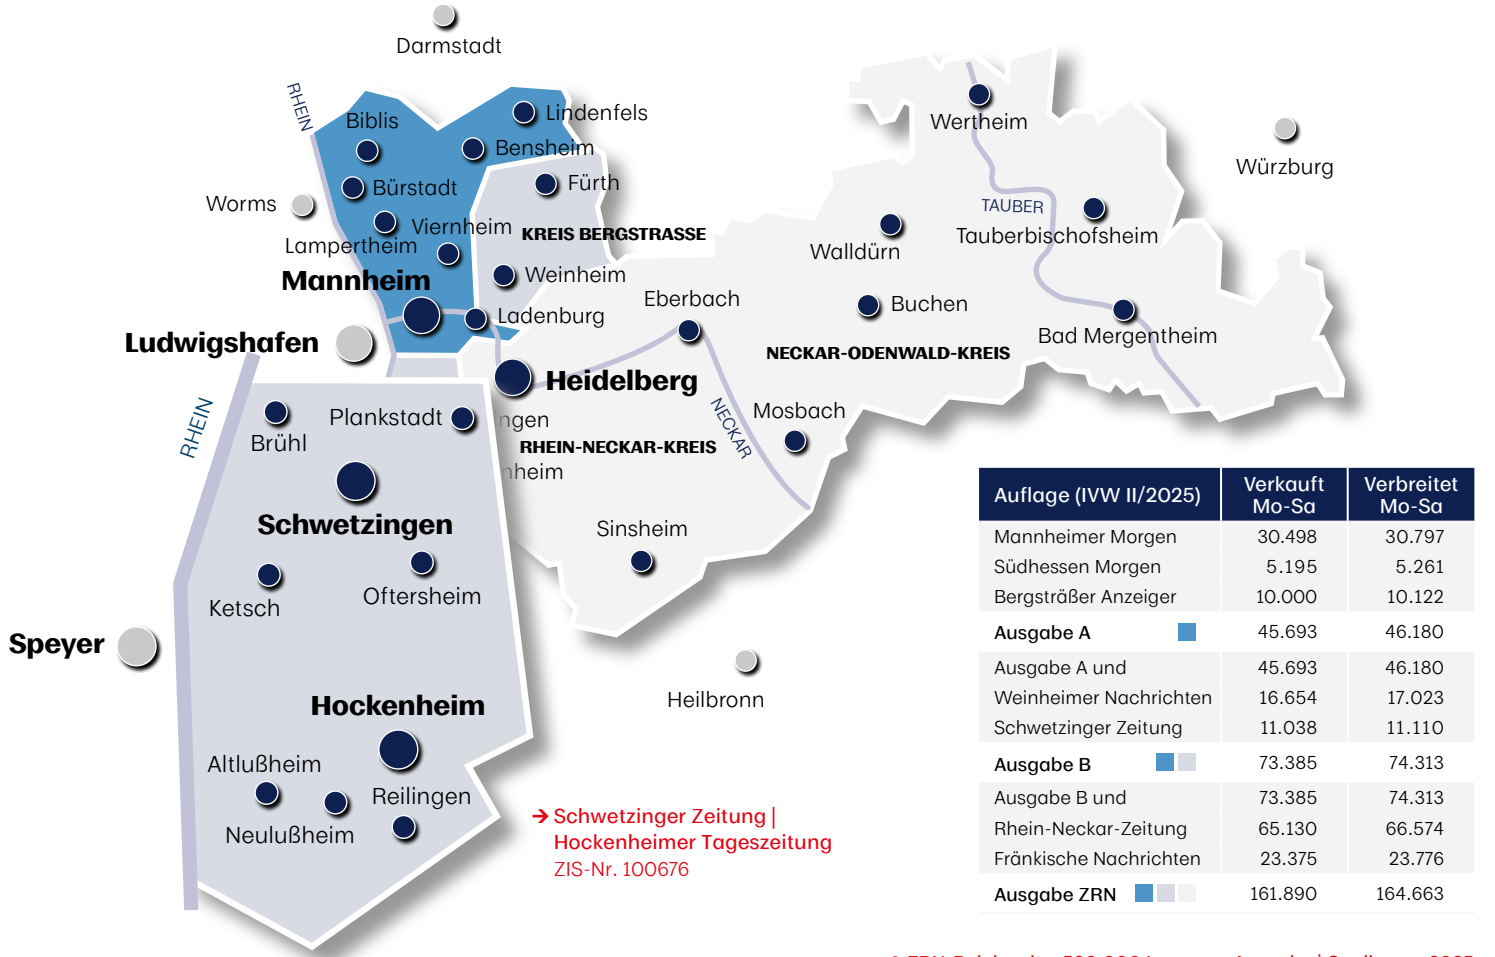 Darmstadt
RHEIN
Biblis
Lindenfels
Bensheim
Wertheim
Würzburg
Bürstadt
Fürth
Worms
Lampertheim
Viernheim
KREIS BERGSTRASSE
TAUBER
Tauberbischofsheim
Walldürn
Mannheim
Weinheim
Eberbach
Buchen
Ladenburg
Bad Mergentheim
Ludwigshafen
NECKAR-ODENWALD-KREIS
Heidelberg
RHEIN
Brühl
Plankstadt
ngen
NECKAR
Mosbach
RHEIN-NECKAR-KREIS
nheim
Schwetzingen
Sinsheim
Ketsch
Oftersheim
Speyer
Heilbronn
Hockenheim
Altlußheim
Reilingen
Neulußheim
→ Schwetzinger Zeitung |
Hockenheimer Tageszeitung
ZIS-Nr. 100676
Auflage (IVW II/2025) Verkauft Mo-Sa Verbreitet Mo-Sa
Mannheimer Morgen 30.498 30.797
Südhessen Morgen 5.195 5.261
Bergsträßer Anzeiger 10.000 10.122
Ausgabe A 45.693 46.180
Ausgabe A und 45.693 46.180
Weinheimer Nachrichten 16.654 17.023
Schwetzinger Zeitung 11.038 11.110
Ausgabe B 73.385 74.313
Ausgabe B und 73.385 74.313
Rhein-Neckar-Zeitung 65.130 66.574
Fränkische Nachrichten 23.375 23.776
Ausgabe ZRN 161.890 164.663